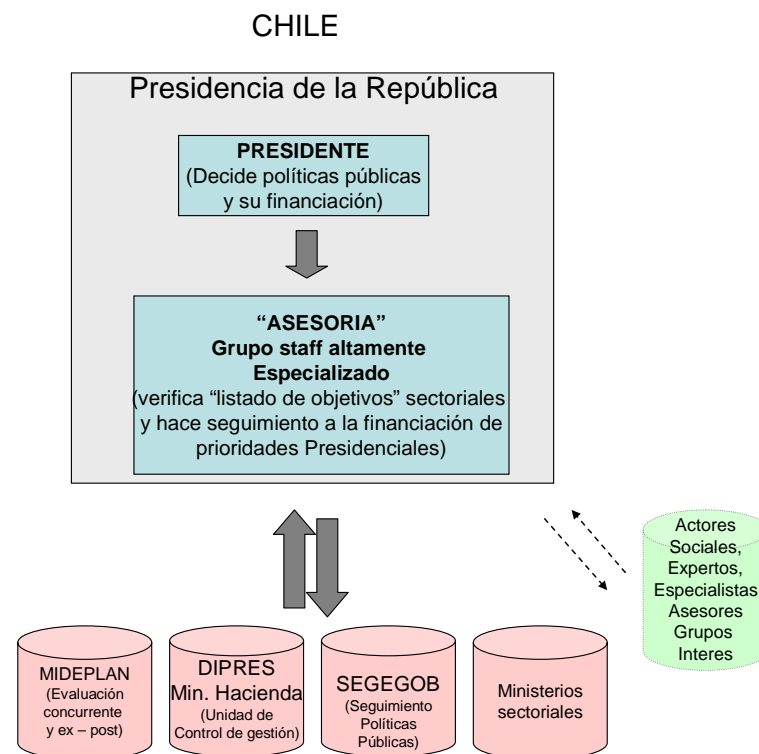 CHILE
Presidencia de la República
PRESIDENTE
(Decide políticas públicas
y su financiación)
“ASESORIA”
Grupo staff altamente
Especializado
(verifica “listado de objetivos” sectoriales
y hace seguimiento a la financiación de
prioridades Presidenciales)
Actores
Sociales,
Expertos,
Especialistas
Asesores
Grupos
Interes
MIDEPLAN
(Evaluación
concurrente
y ex – post)
DIPRES
Min. Hacienda
(Unidad de
Control de gestión)
SEGEGOB
(Seguimiento
Políticas
Públicas)
Ministerios
sectoriales